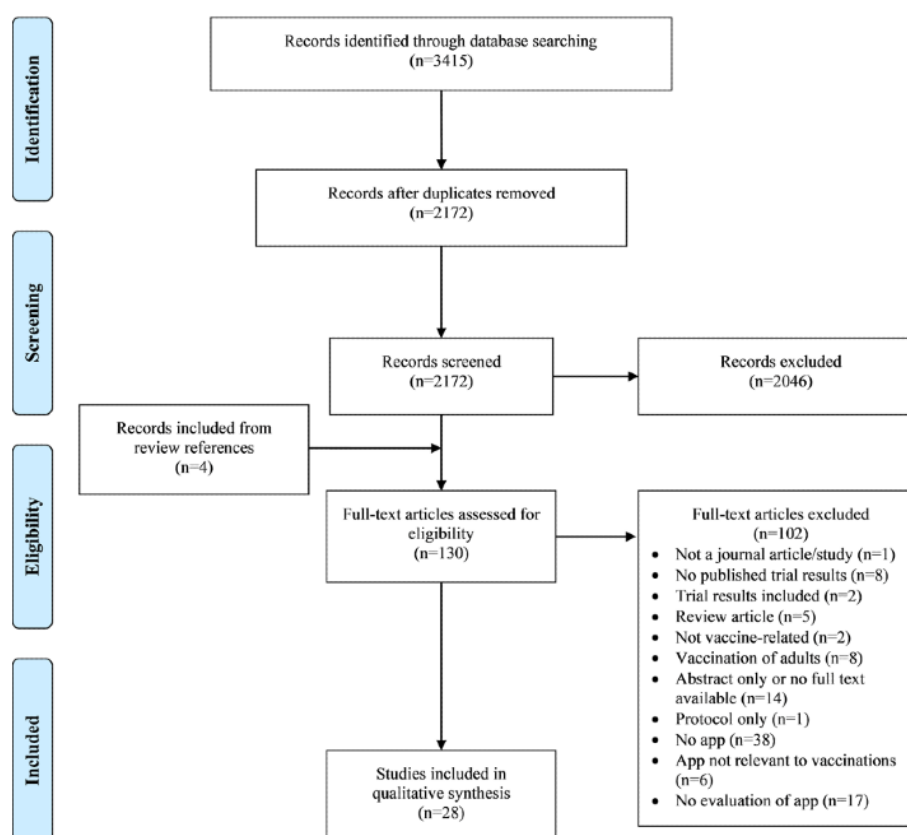 Identification
Records identified through database searching
(n=3415)
Records after duplicates removed
(n=2172)
Screening
Records screened
(n=2172)
Records excluded
(n=2046)
Records included from
review references
(n=4)
Eligibility
Full-text articles assessed for
eligibility
(n=130)
Full-text articles excluded
(n=102)
• Not a journal article/study (n=1)
• No published trial results (n=8)
• Trial results included (n=2)
• Review article (n=5)
• Not vaccine-related (n=2)
• Vaccination of adults (n=8)
• Abstract only or no full text
available (n=14)
• Protocol only (n=1)
• No app (n=38)
• App not relevant to vaccinations
(n=6)
• No evaluation of app (n=17)
Included
Studies included in
qualitative synthesis
(n=28)